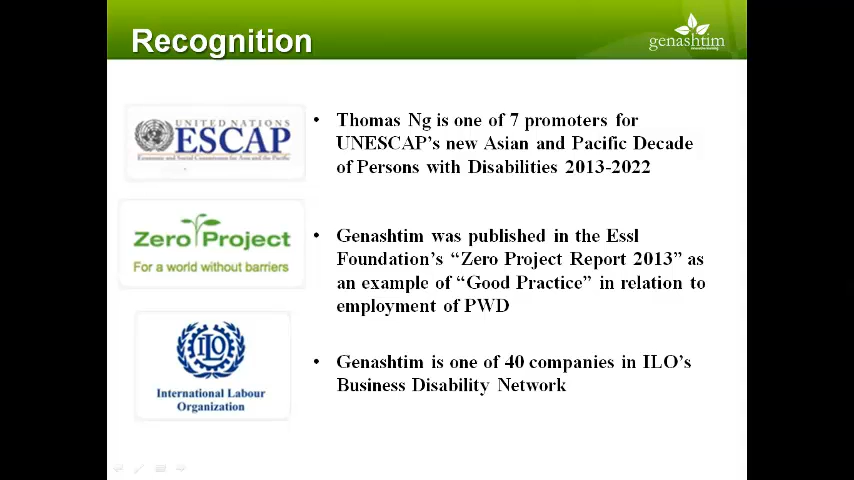 Recognition
genashtim
UNITED NATIONS
ESCAP
Economic and Social Commission for Asia and the Pacific
• Thomas Ng is one of 7 promoters for
UNESCAP's new Asian and Pacific Decade
of Persons with Disabilities 2013-2022
Zero Project
For a world without barriers
• Genashtim was published in the Essl
Foundation's “Zero Project Report 2013” as
an example of “Good Practice” in relation to
employment of PWD
ILO
International Labour
Organization
• Genashtim is one of 40 companies in ILO's
Business Disability Network